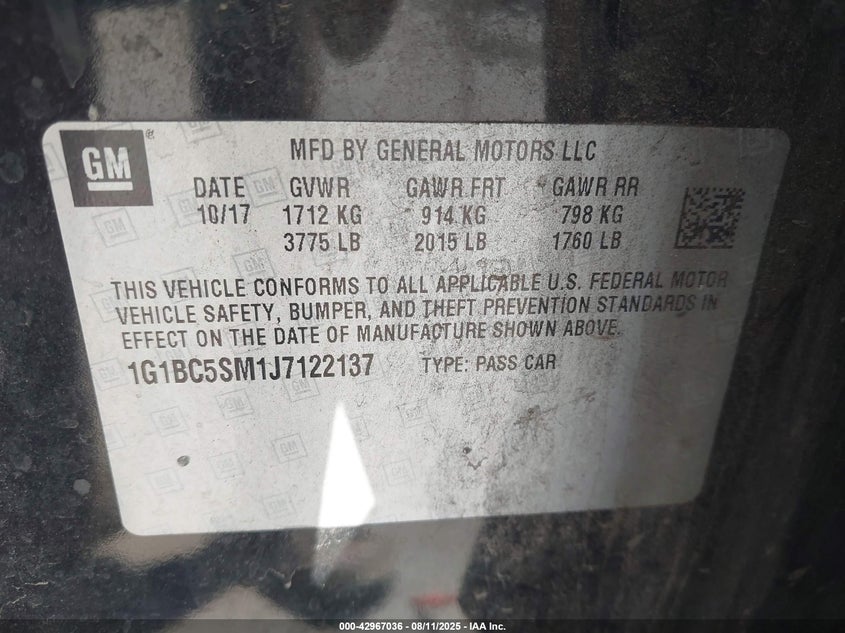 GM
MFD BY GENERAL MOTORS LLC
DATE GVWR GAWR FRT GAWR RR
10/17 1712 KG 914 KG 798 KG
3775 LB 2015 LB 1760 LB
THIS VEHICLE CONFORMS TO ALL APPLICABLE U.S. FEDERAL MOTOR
VEHICLE SAFETY, BUMPER, AND THEFT PREVENTION STANDARDS IN
EFFECT ON THE DATE OF MANUFACTURE SHOWN ABOVE.
1G1BC5SM1J7122137 TYPE: PASS CAR
000-42967036 - 08/11/2025 - IAA Inc.